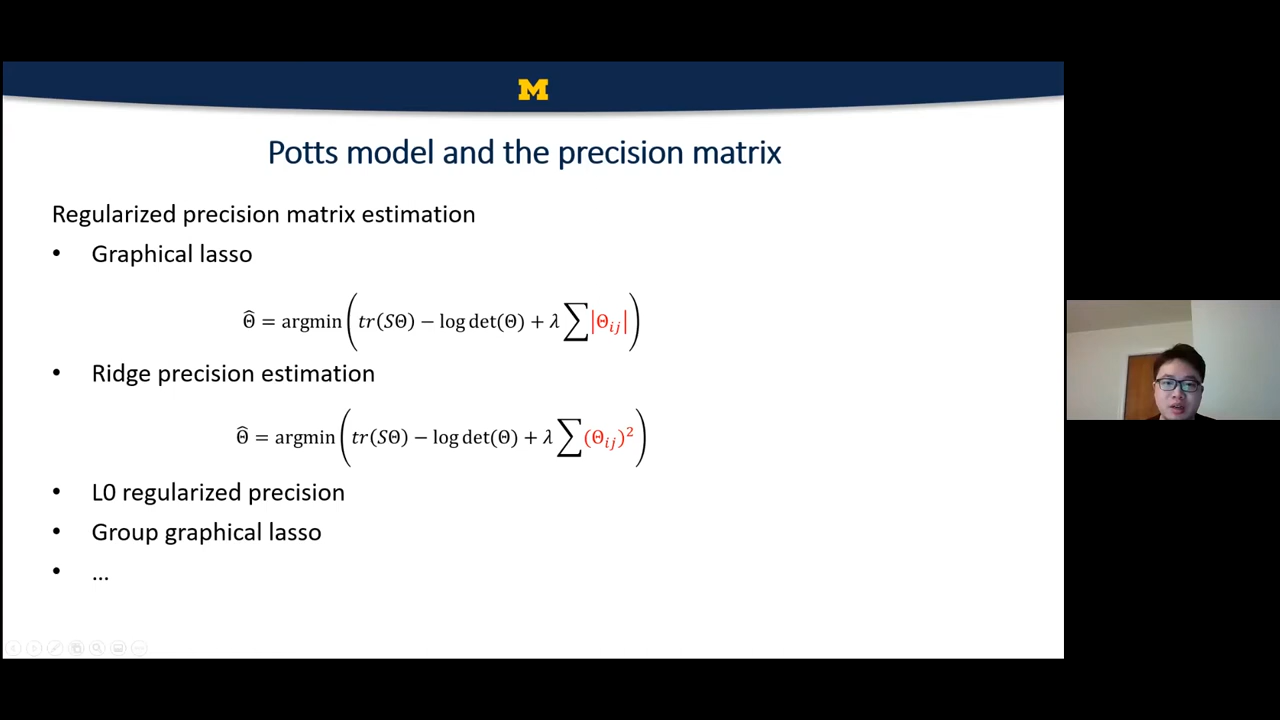 M
Potts model and the precision matrix
Regularized precision matrix estimation
• Graphical lasso
Θ̂ = argmin(tr(SΘ) − log det(Θ) + λ∑|Θᵢⱼ|)
• Ridge precision estimation
Θ̂ = argmin(tr(SΘ) − log det(Θ) + λ∑(Θᵢⱼ)²)
• L0 regularized precision
• Group graphical lasso
• ...